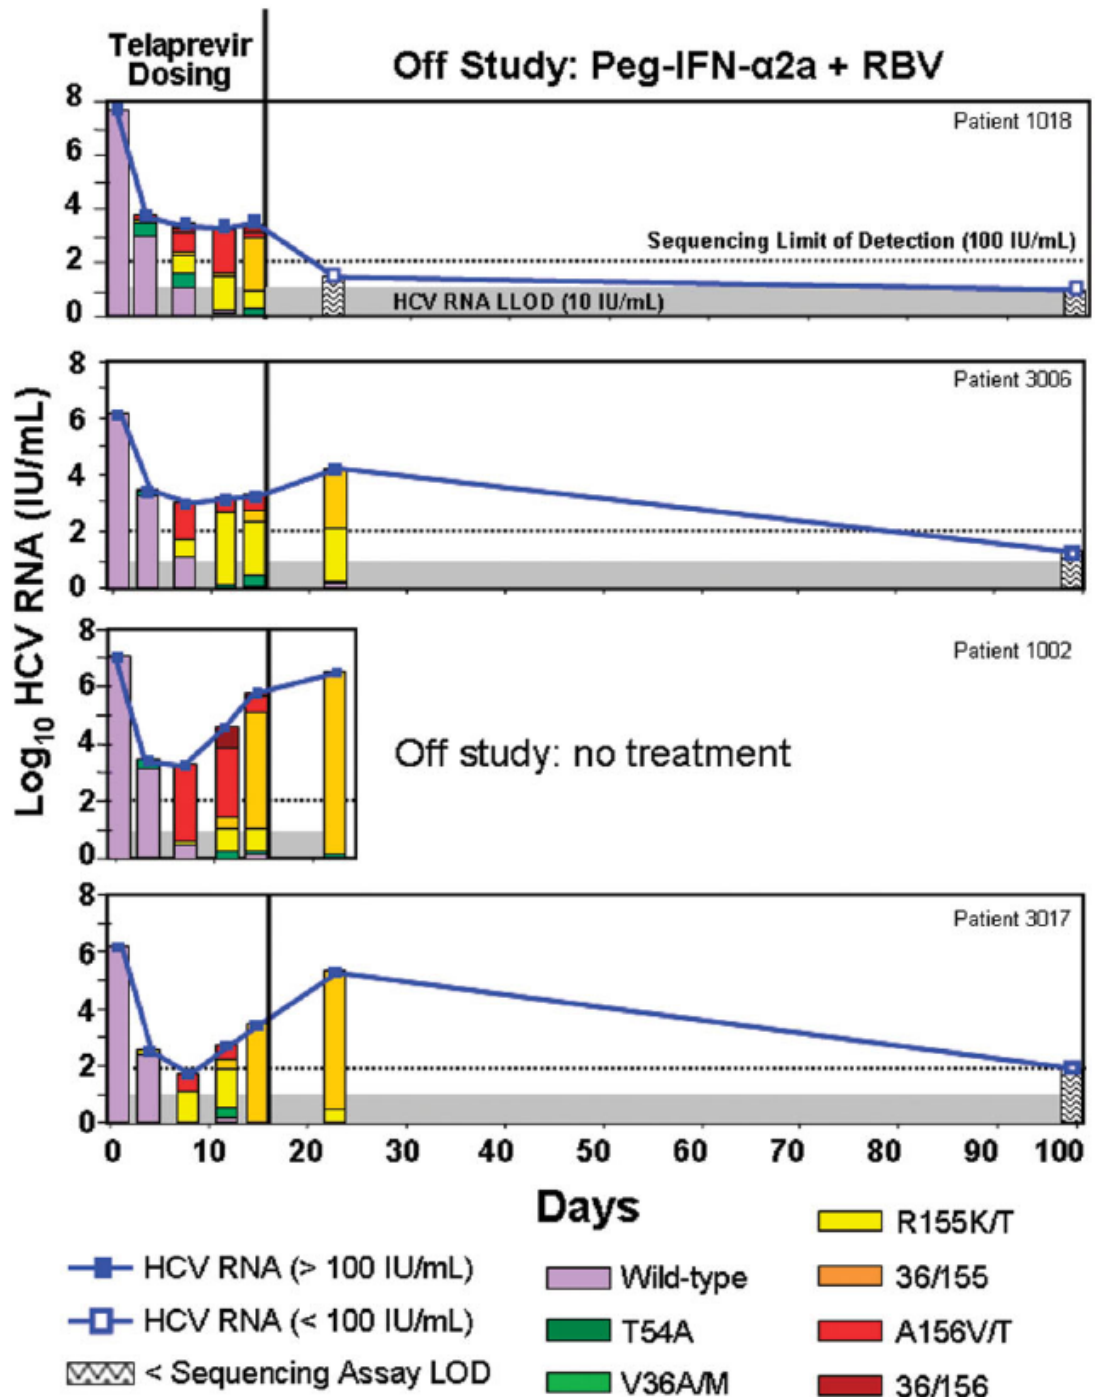 Telaprevir
Dosing
Off Study: Peg-IFN-α2a + RBV
Log10 HCV RNA (IU/mL)
8
6
4
2
0
Patient 1018
Sequencing Limit of Detection (100 IU/mL)
HCV RNA LLOD (10 IU/mL)
8
6
4
2
0
Patient 3006
8
6
4
2
0
Patient 1002
Off study: no treatment
8
6
4
2
0
Patient 3017
0 10 20 30 40 50 60 70 80 90 100
Days
HCV RNA (> 100 IU/mL)
HCV RNA (< 100 IU/mL)
< Sequencing Assay LOD
Wild-type
T54A
V36A/M
R155K/T
36/155
A156V/T
36/156